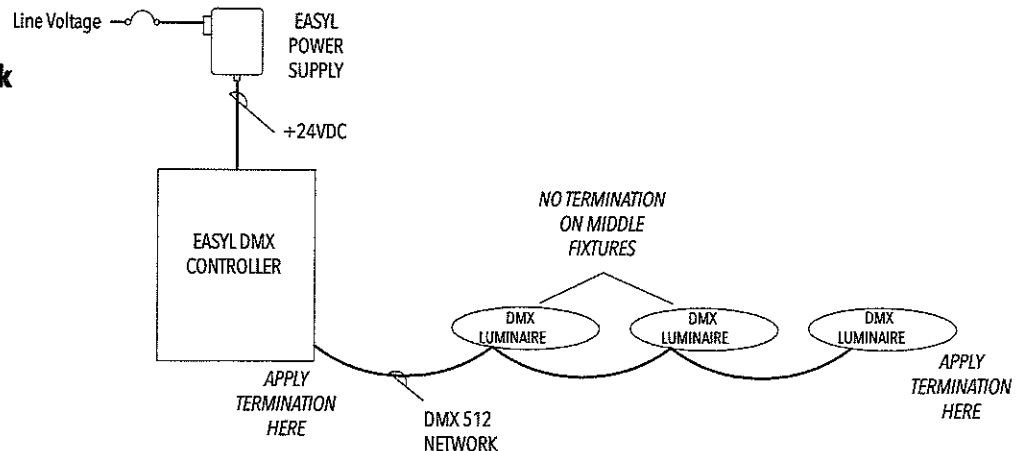 Line Voltage
EASYL
POWER
SUPPLY
k
+24VDC
EASYL DMX
CONTROLLER
NO TERMINATION
ON MIDDLE
FIXTURES
DMX
LUMINAIRE
DMX
LUMINAIRE
DMX
LUMINAIRE
APPLY
TERMINATION
HERE
DMX 512
NETWORK
APPLY
TERMINATION
HERE